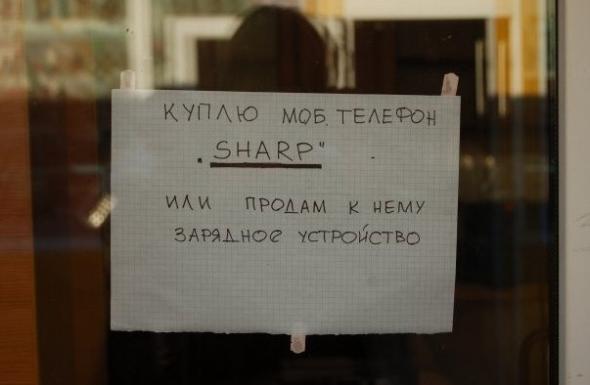 КУПЛЮ МОБ. ТЕЛЕФОН
„SHARP"
ИЛИ ПРОДАМ К НЕМУ
ЗАРЯДНОЕ УСТРОЙСТВО